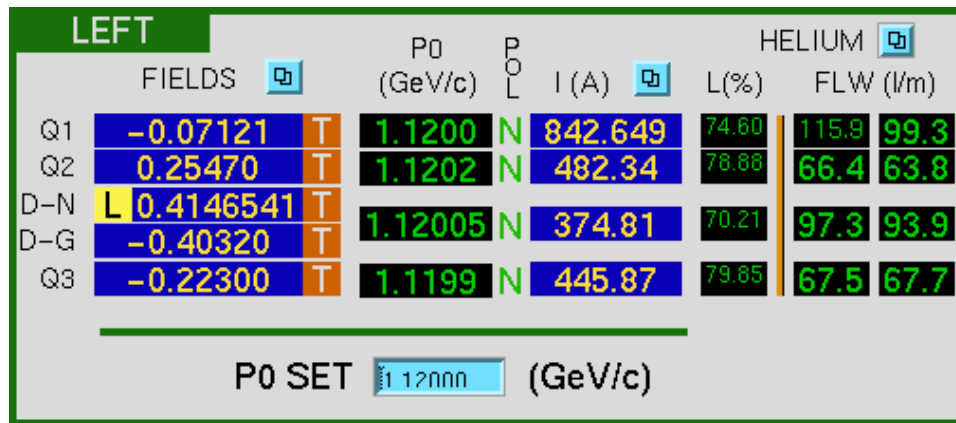 LEFT
P0 POL HELIUM
FIELDS (GeV/c) I (A) L(%) FLW (l/m)
Q1 −0.07121 T 1.1200 N 842.649 74.60 115.9 99.3
Q2 0.25470 T 1.1202 N 482.34 78.88 66.4 63.8
D−N L 0.4146541 T 1.12005 N 374.81 70.21 97.3 93.9
D−G −0.40320 T
Q3 −0.22300 T 1.1199 N 445.87 79.85 67.5 67.7
P0 SET 1.12000 (GeV/c)